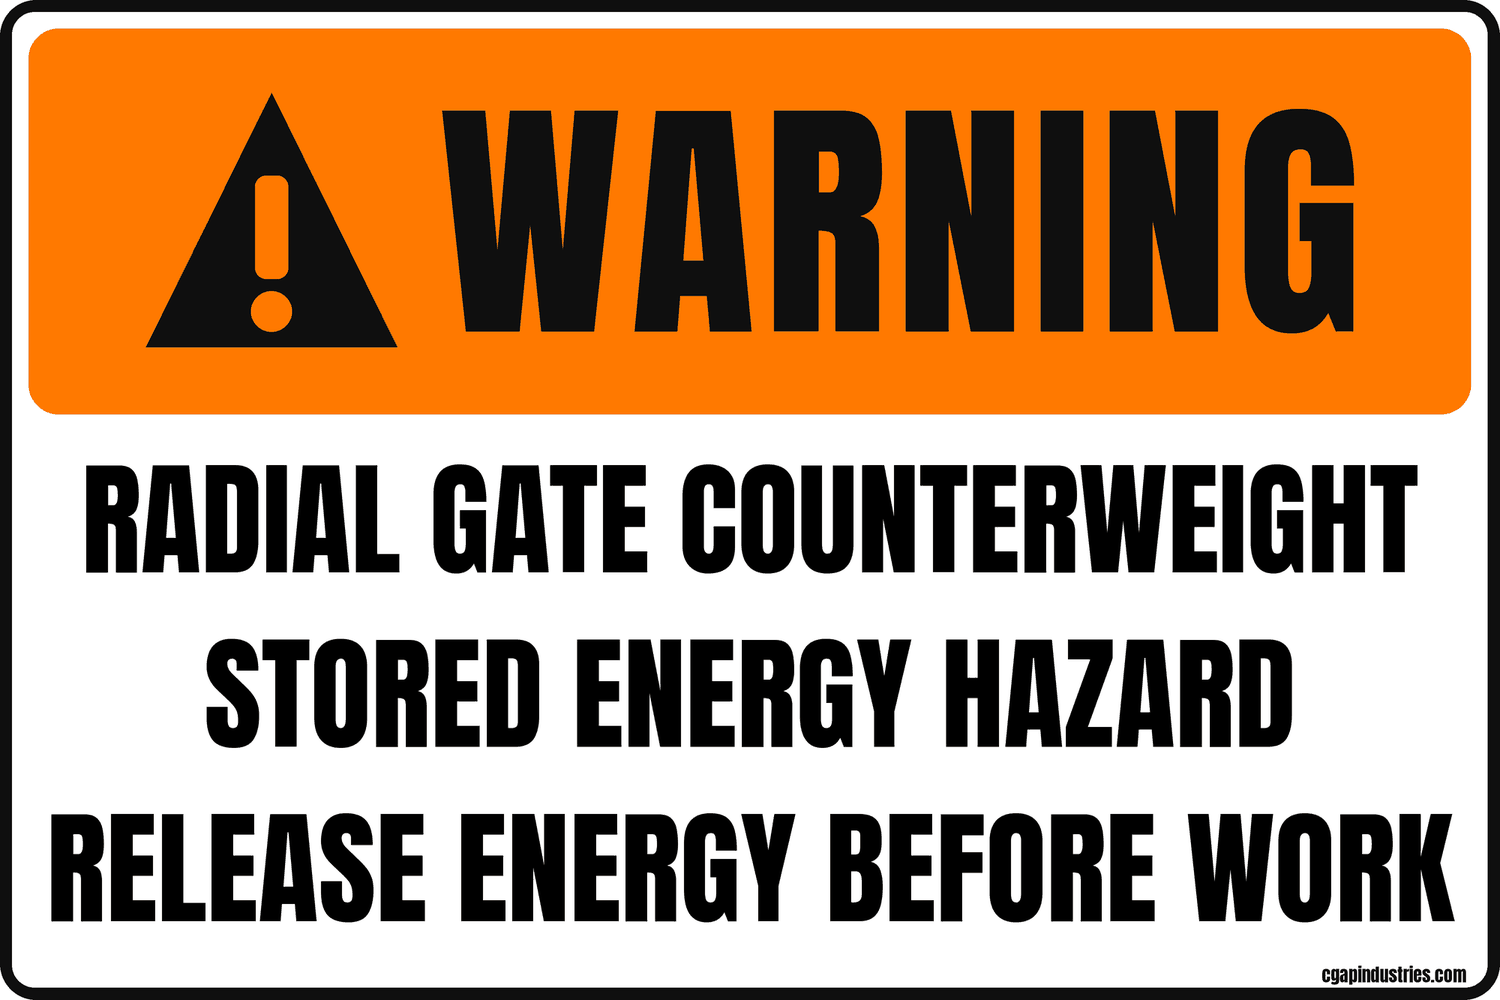 WARNING
RADIAL GATE COUNTERWEIGHT
STORED ENERGY HAZARD
RELEASE ENERGY BEFORE WORK
cgapindustries.com